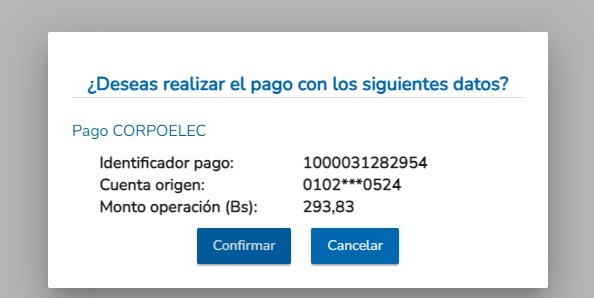 ¿Deseas realizar el pago con los siguientes datos?
Pago CORPOELEC
Identificador pago: 1000031282954
Cuenta origen: 0102***0524
Monto operación (Bs): 293,83
Confirmar Cancelar